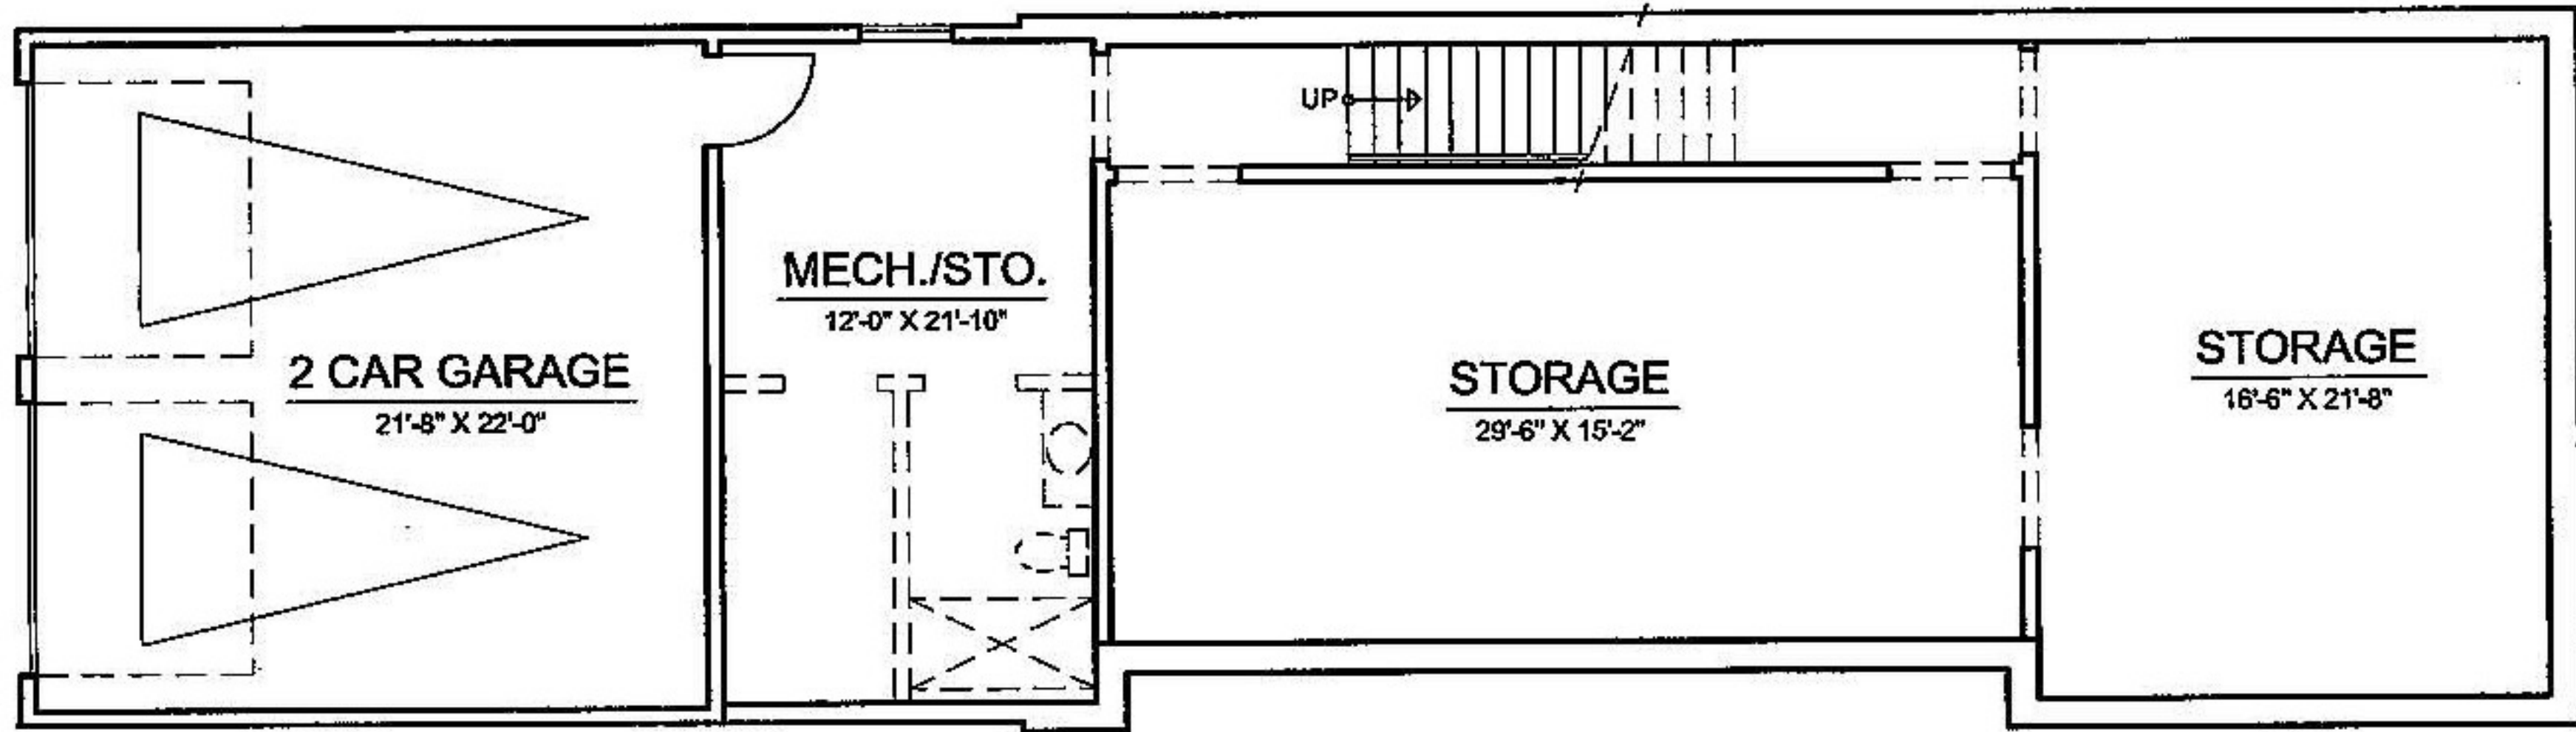 UP
MECH./STO.
12'-0" X 21'-10"
2 CAR GARAGE
21'-8" X 22'-0"
STORAGE
29'-6" X 15'-2"
STORAGE
16'-6" X 21'-8"